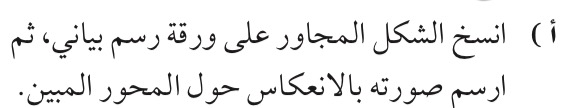 أ ) انسخ الشكل المجاور على ورقة رسم بياني، ثم
ارسم صورته بالانعكاس حول المحور المبين.